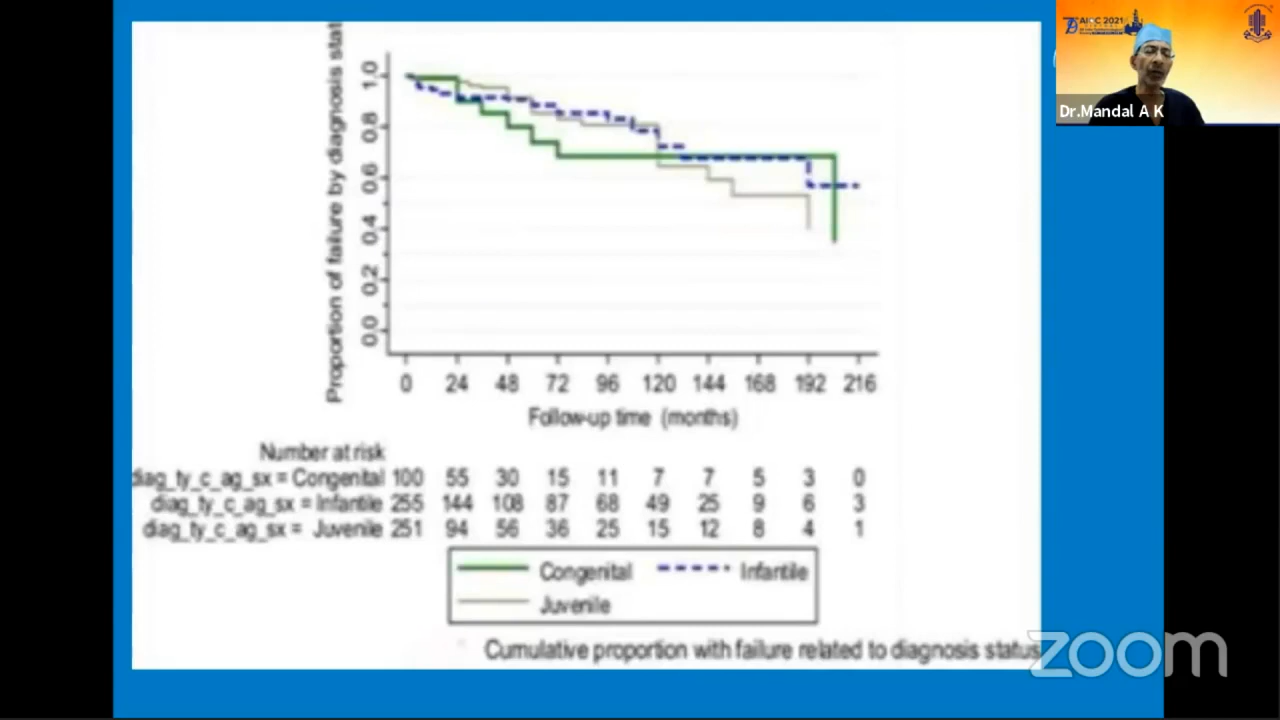 Proportion of failure by diagnosis stat
1.0
0.8
0.6
0.4
0.2
0.0
0 24 48 72 96 120 144 168 192 216
Follow-up time (months)
Number at risk
diag_ty_c_ag_sx = Congenital 100 55 30 15 11 7 7 5 3 0
diag_ty_c_ag_sx = Infantile 255 144 108 87 68 49 25 9 6 3
diag_ty_c_ag_sx = Juvenile 251 94 56 36 25 15 12 8 4 1
Congenital Infantile
Juvenile
Cumulative proportion with failure related to diagnosis status
AIOC 2021
Dr.Mandal A K
zoom